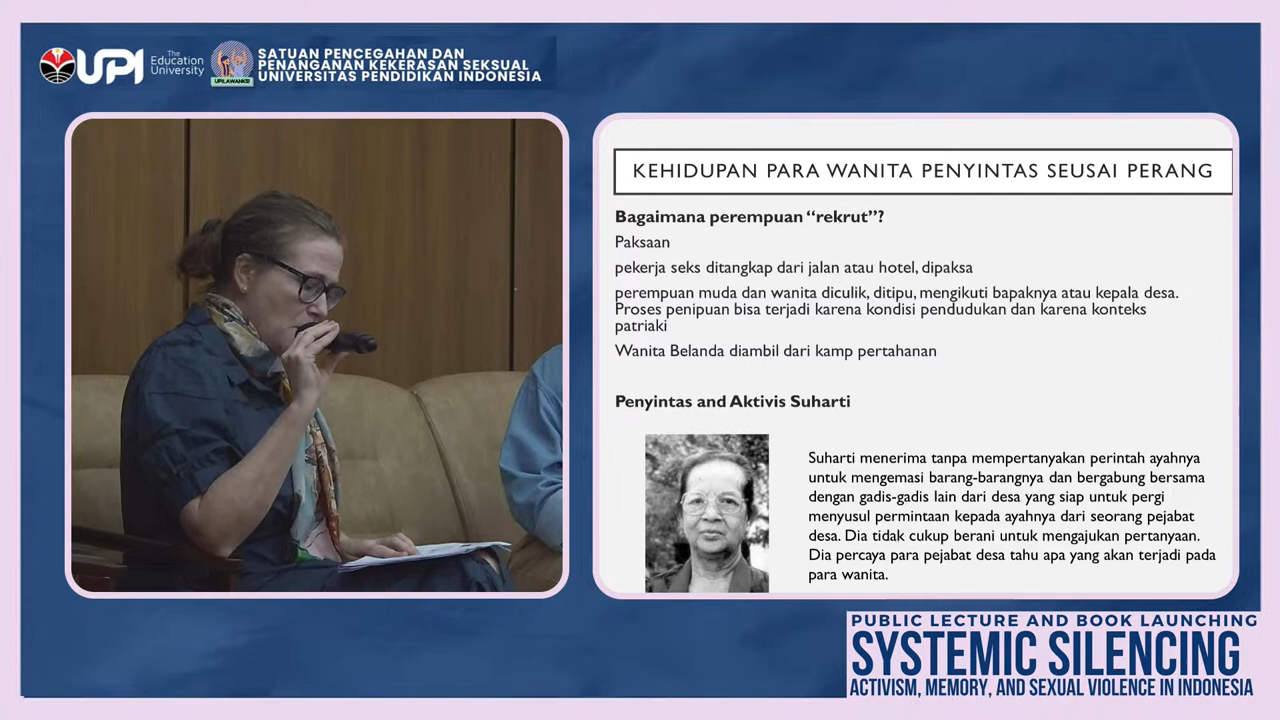 UPI
The
Education
University
UPILAWANKS!
SATUAN PENCEGAHAN DAN
PENANGANAN KEKERASAN SEKSUAL
UNIVERSITAS PENDIDIKAN INDONESIA
KEHIDUPAN PARA WANITA PENYINTAS SEUSAI PERANG
Bagaimana perempuan “rekrut”?
Paksaan
pekerja seks ditangkap dari jalan atau hotel, dipaksa
perempuan muda dan wanita diculik, ditipu, mengikuti bapaknya atau kepala desa.
Proses penipuan bisa terjadi karena kondisi pendudukan dan karena konteks
patriaki
Wanita Belanda diambil dari kamp pertahanan
Penyintas and Aktivis Suharti
Suharti menerima tanpa mempertanyakan perintah ayahnya
untuk mengemasi barang-barangnya dan bergabung bersama
dengan gadis-gadis lain dari desa yang siap untuk pergi
menyusul permintaan kepada ayahnya dari seorang pejabat
desa. Dia tidak cukup berani untuk mengajukan pertanyaan.
Dia percaya para pejabat desa tahu apa yang akan terjadi pada
para wanita.
PUBLIC LECTURE AND BOOK LAUNCHING
SYSTEMIC SILENCING
ACTIVISM, MEMORY, AND SEXUAL VIOLENCE IN INDONESIA